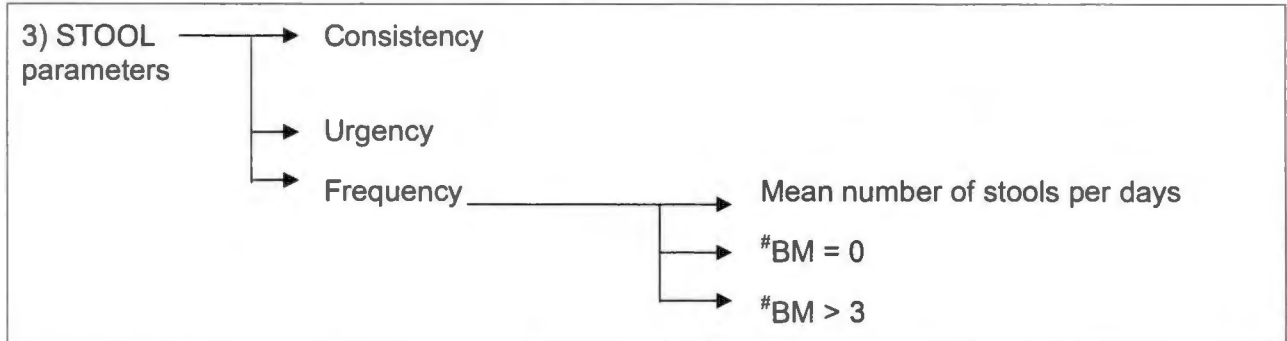 3) STOOL
parameters
Consistency
Urgency
Frequency
Mean number of stools per days
#BM = 0
#BM > 3